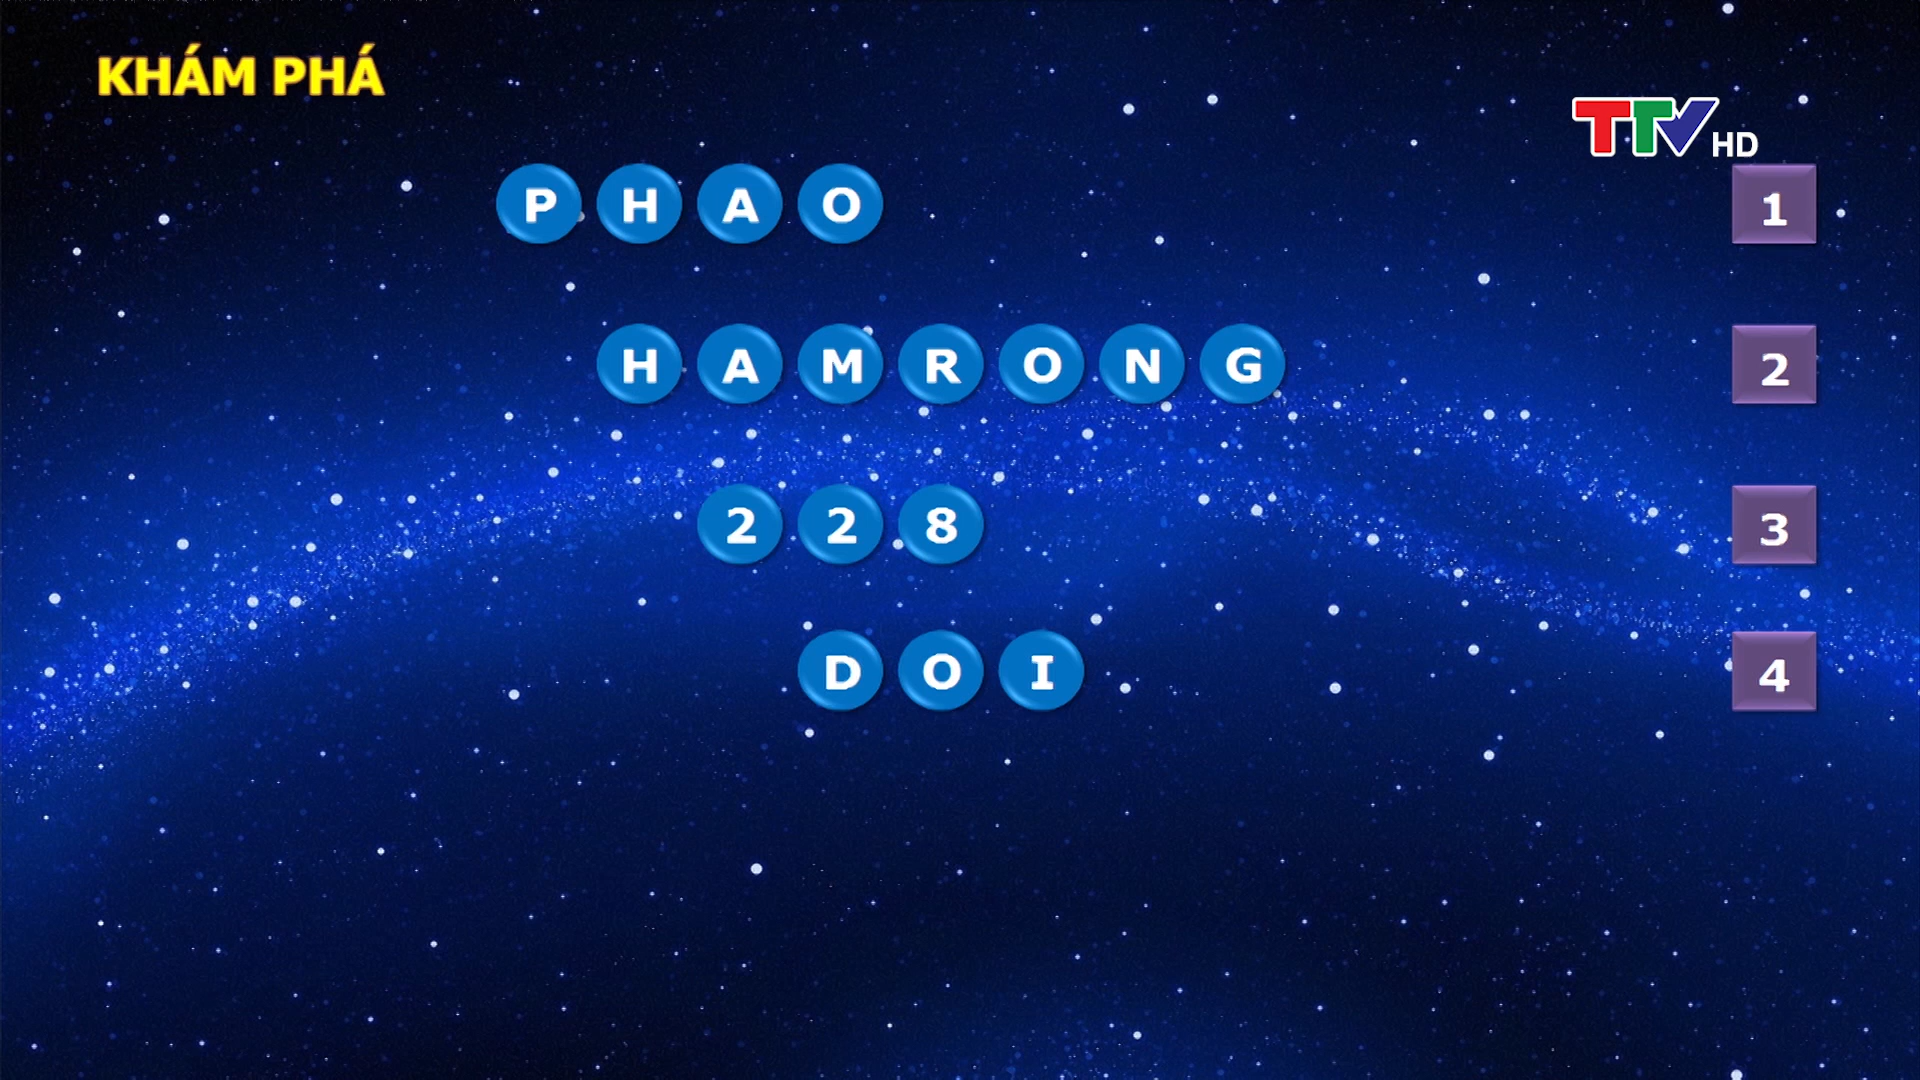 KHÁM PHÁ
TTV HD
P H A O 1
H A M R O N G 2
2 2 8 3
D O I 4